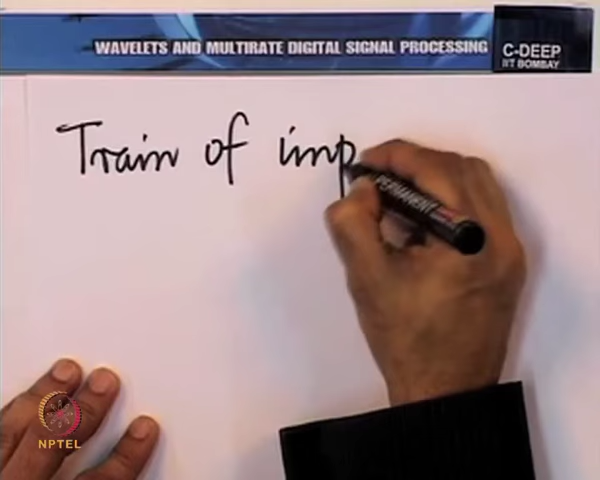 WAVELETS AND MULTIRATE DIGITAL SIGNAL PROCESSING
C-DEEP
IIT BOMBAY
Train of imp
PERMANENT
NPTEL